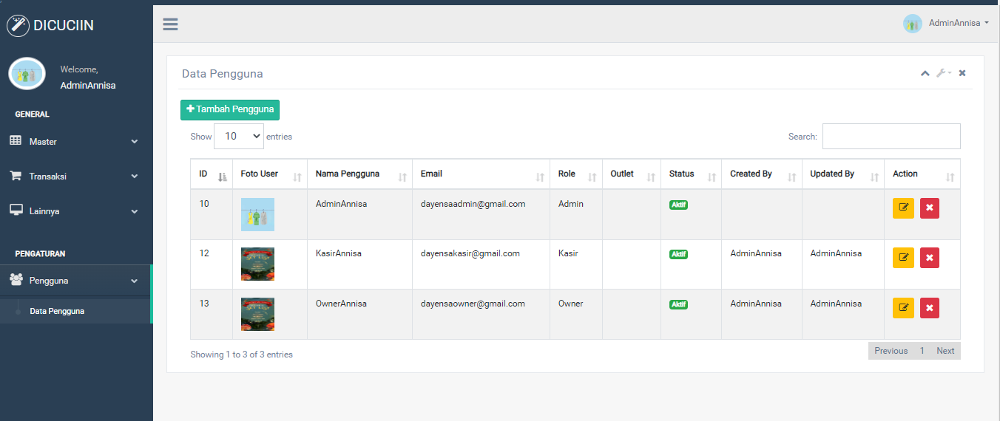 DICUCIIN
AdminAnnisa
Welcome,
AdminAnnisa
GENERAL
Master
Transaksi
Lainnya
PENGATURAN
Pengguna
Data Pengguna
Data Pengguna
Tambah Pengguna
Show 10 entries
Search:
ID Foto User Nama Pengguna Email Role Outlet Status Created By Updated By Action
10 AdminAnnisa dayensaadmin@gmail.com Admin Aktif
12 KasirAnnisa dayensakasir@gmail.com Kasir Aktif AdminAnnisa AdminAnnisa
13 OwnerAnnisa dayensaowner@gmail.com Owner Aktif AdminAnnisa AdminAnnisa
Showing 1 to 3 of 3 entries
Previous 1 Next